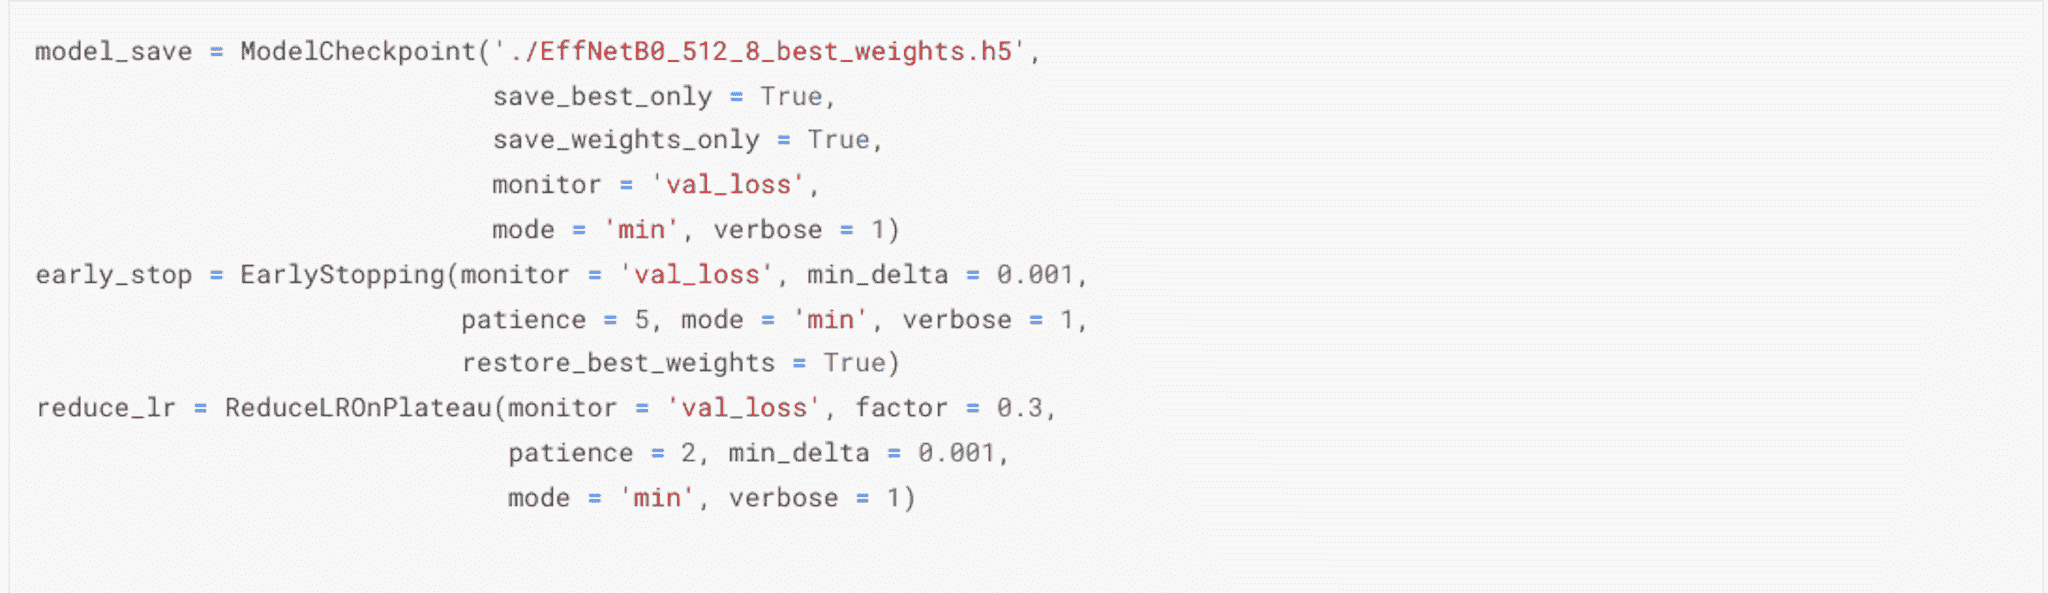 model_save = ModelCheckpoint('./EffNetB0_512_8_best_weights.h5',
save_best_only = True,
save_weights_only = True,
monitor = 'val_loss',
mode = 'min', verbose = 1)
early_stop = EarlyStopping(monitor = 'val_loss', min_delta = 0.001,
patience = 5, mode = 'min', verbose = 1,
restore_best_weights = True)
reduce_lr = ReduceLROnPlateau(monitor = 'val_loss', factor = 0.3,
patience = 2, min_delta = 0.001,
mode = 'min', verbose = 1)